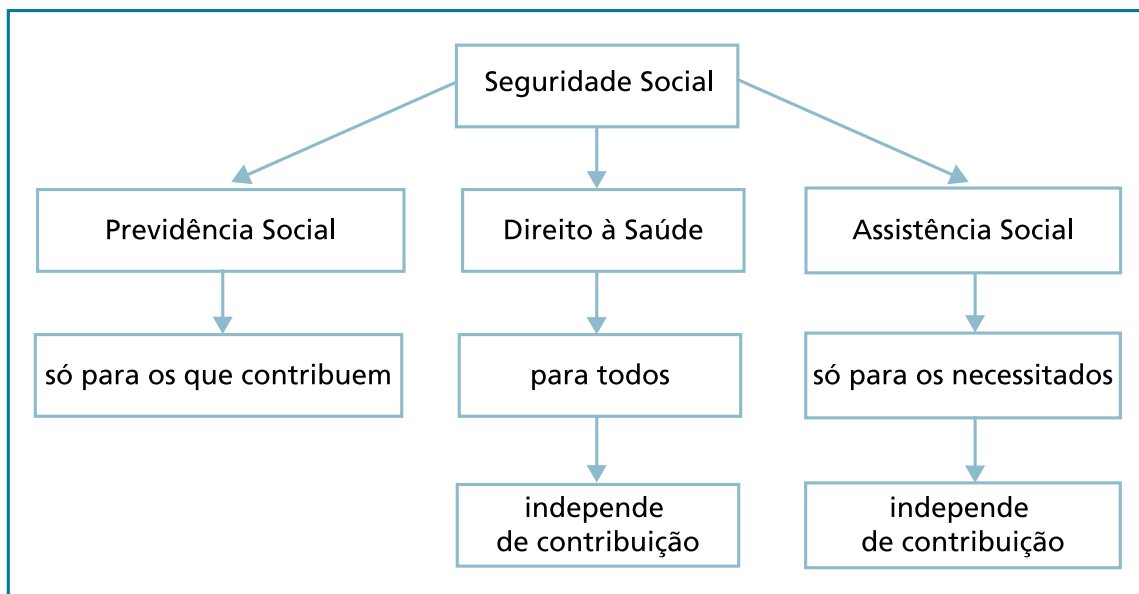 Seguridade Social
Previdência Social
Direito à Saúde
Assistência Social
só para os que contribuem
para todos
só para os necessitados
independe
de contribuição
independe
de contribuição